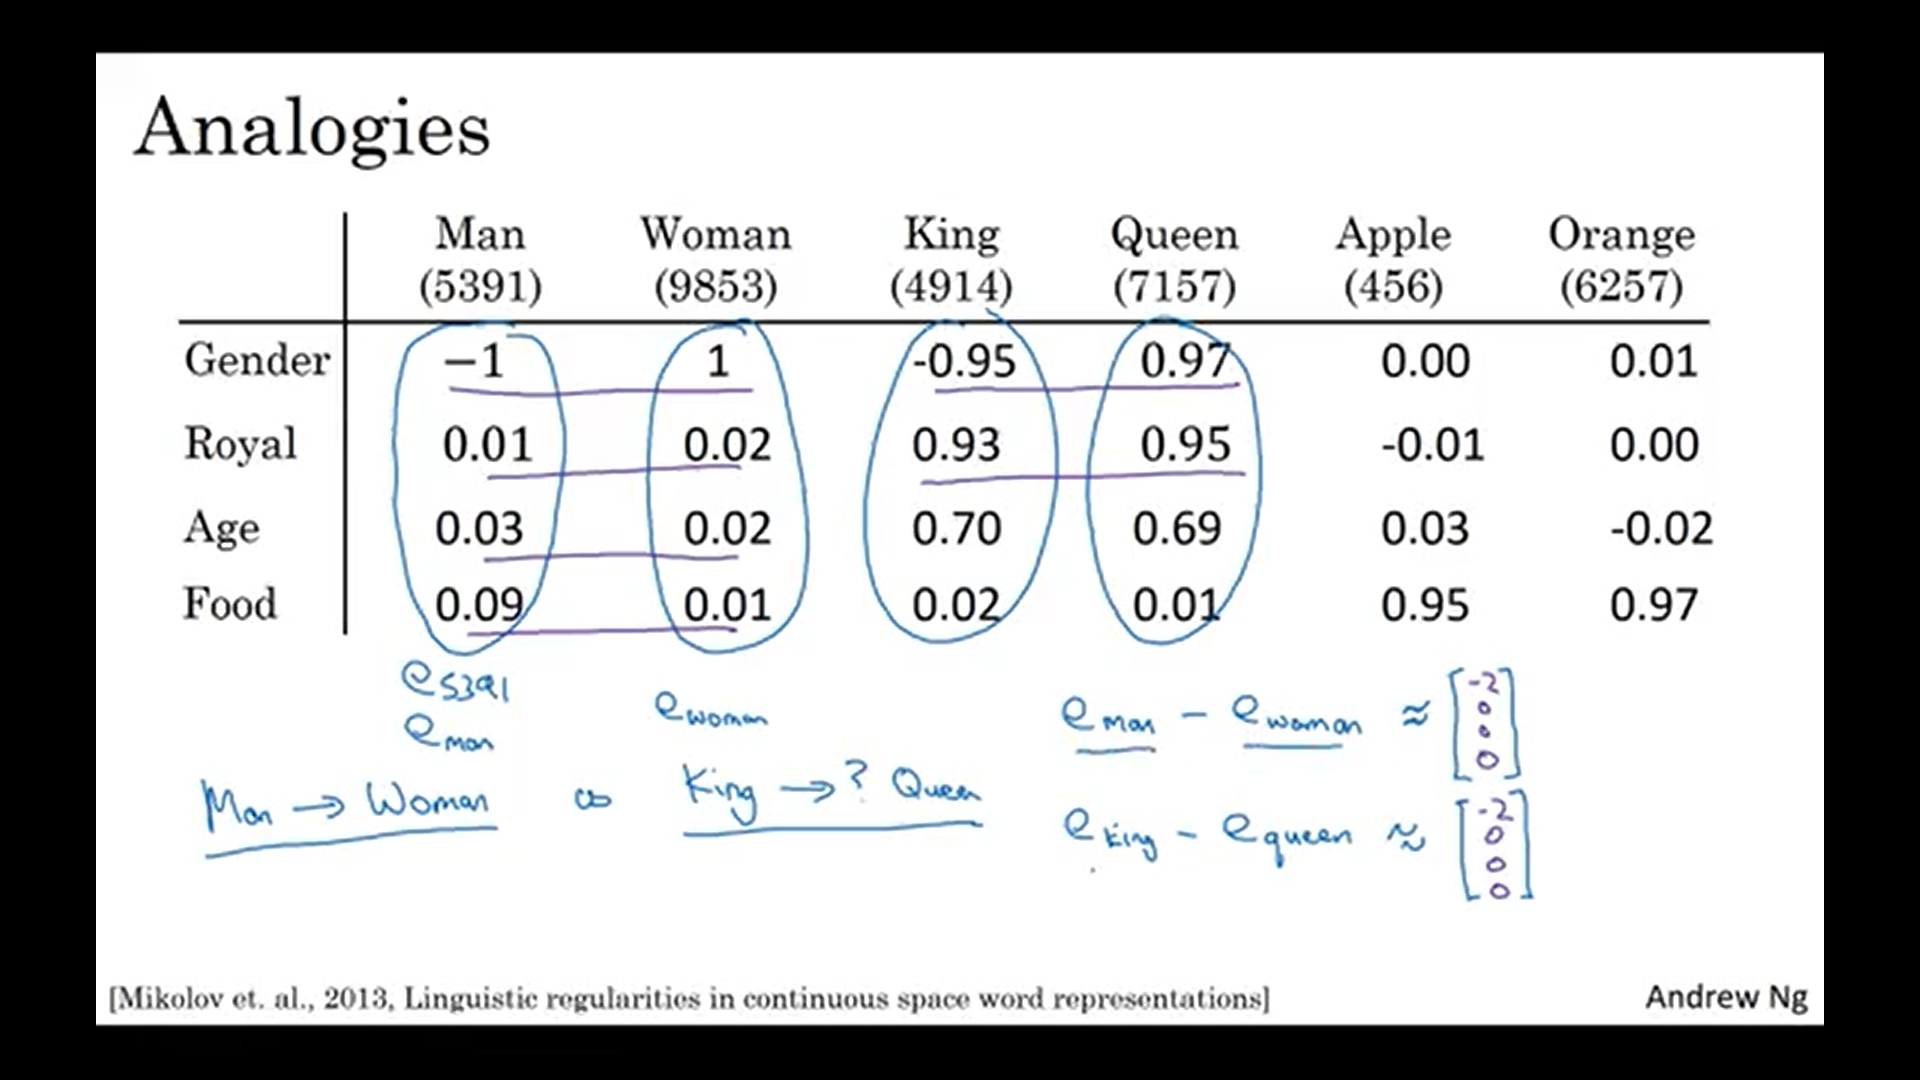 Analogies
Man Woman King Queen Apple Orange
(5391) (9853) (4914) (7157) (456) (6257)
Gender −1 1 -0.95 0.97 0.00 0.01
Royal 0.01 0.02 0.93 0.95 -0.01 0.00
Age 0.03 0.02 0.70 0.69 0.03 -0.02
Food 0.09 0.01 0.02 0.01 0.95 0.97
e5391
eman
ewoman
eman - ewoman ≈ [-2 0 0 0]
Man → Woman as King → ? Queen
eking - equeen ≈ [-2 0 0 0]
[Mikolov et. al., 2013, Linguistic regularities in continuous space word representations]
Andrew Ng